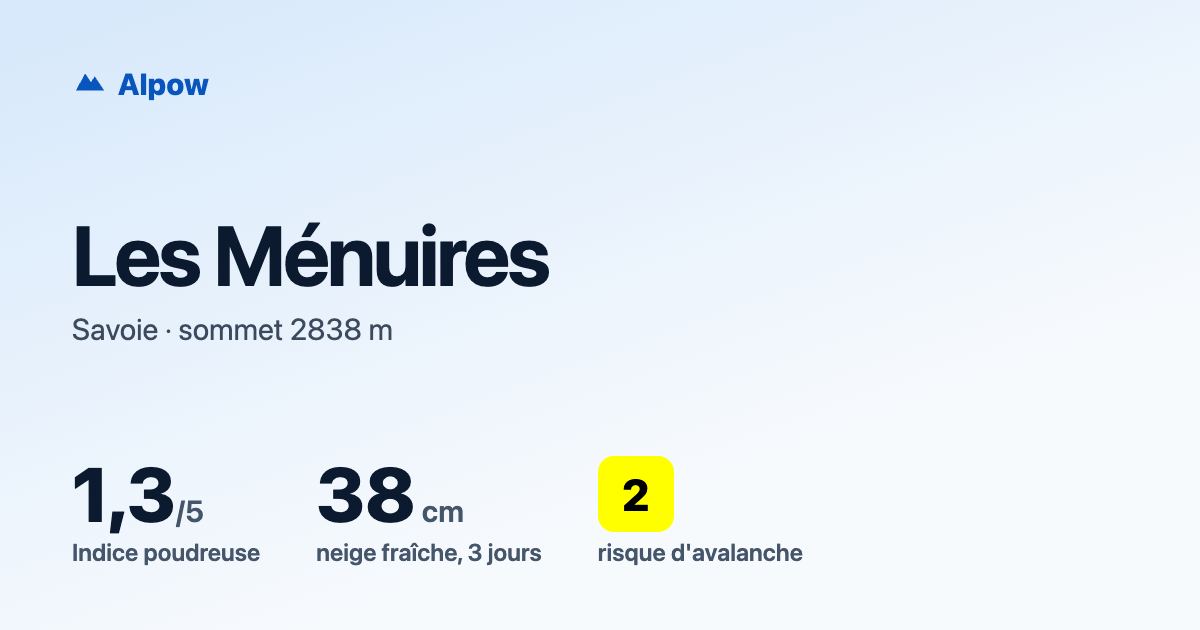 Alpow
Les Ménuires
Savoie · sommet 2838 m
1,3/5
Indice poudreuse
38 cm
neige fraîche, 3 jours
2
risque d'avalanche